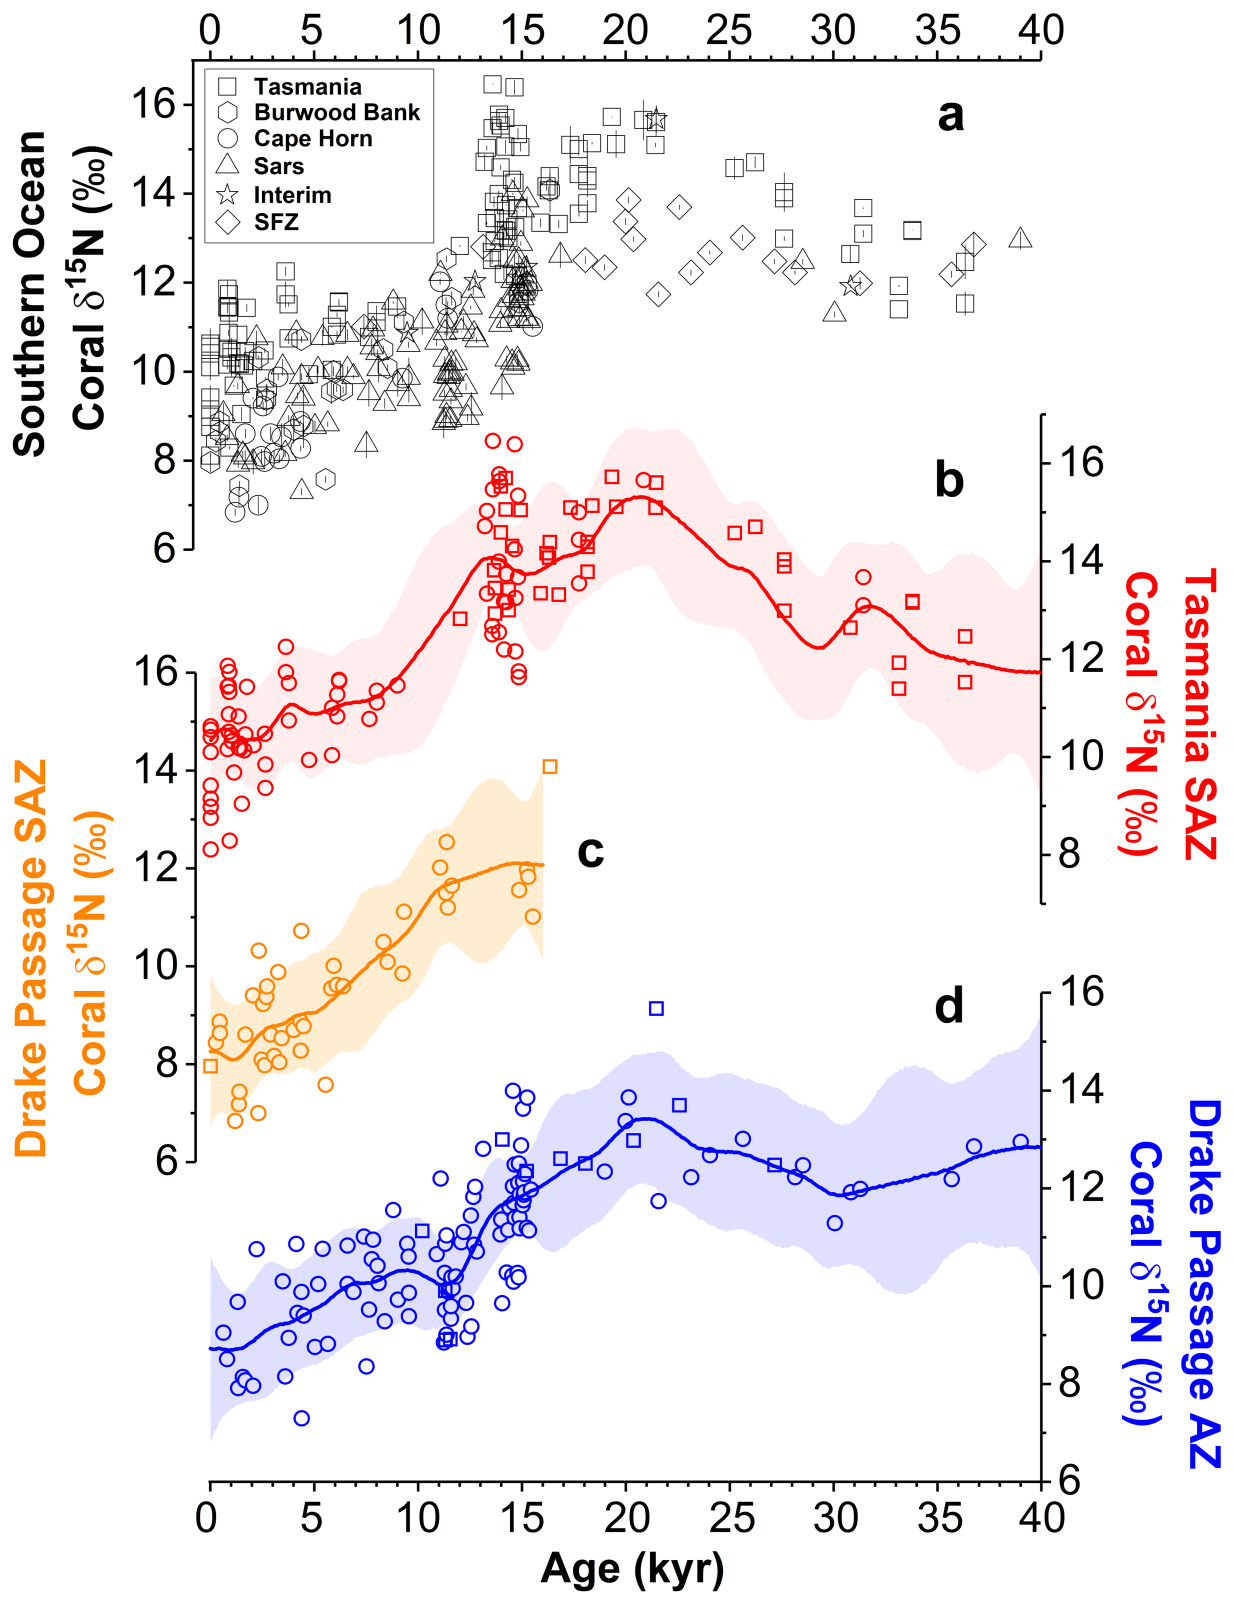 0 5 10 15 20 25 30 35 40
a
Tasmania
Burwood Bank
Cape Horn
Sars
Interim
SFZ
Southern Ocean
Coral δ¹⁵N (‰)
16
14
12
10
8
6
b
Tasmania SAZ
Coral δ¹⁵N (‰)
16
14
12
10
8
c
Drake Passage SAZ
Coral δ¹⁵N (‰)
16
14
12
10
8
6
d
Drake Passage AZ
Coral δ¹⁵N (‰)
16
14
12
10
8
6
0 5 10 15 20 25 30 35 40
Age (kyr)